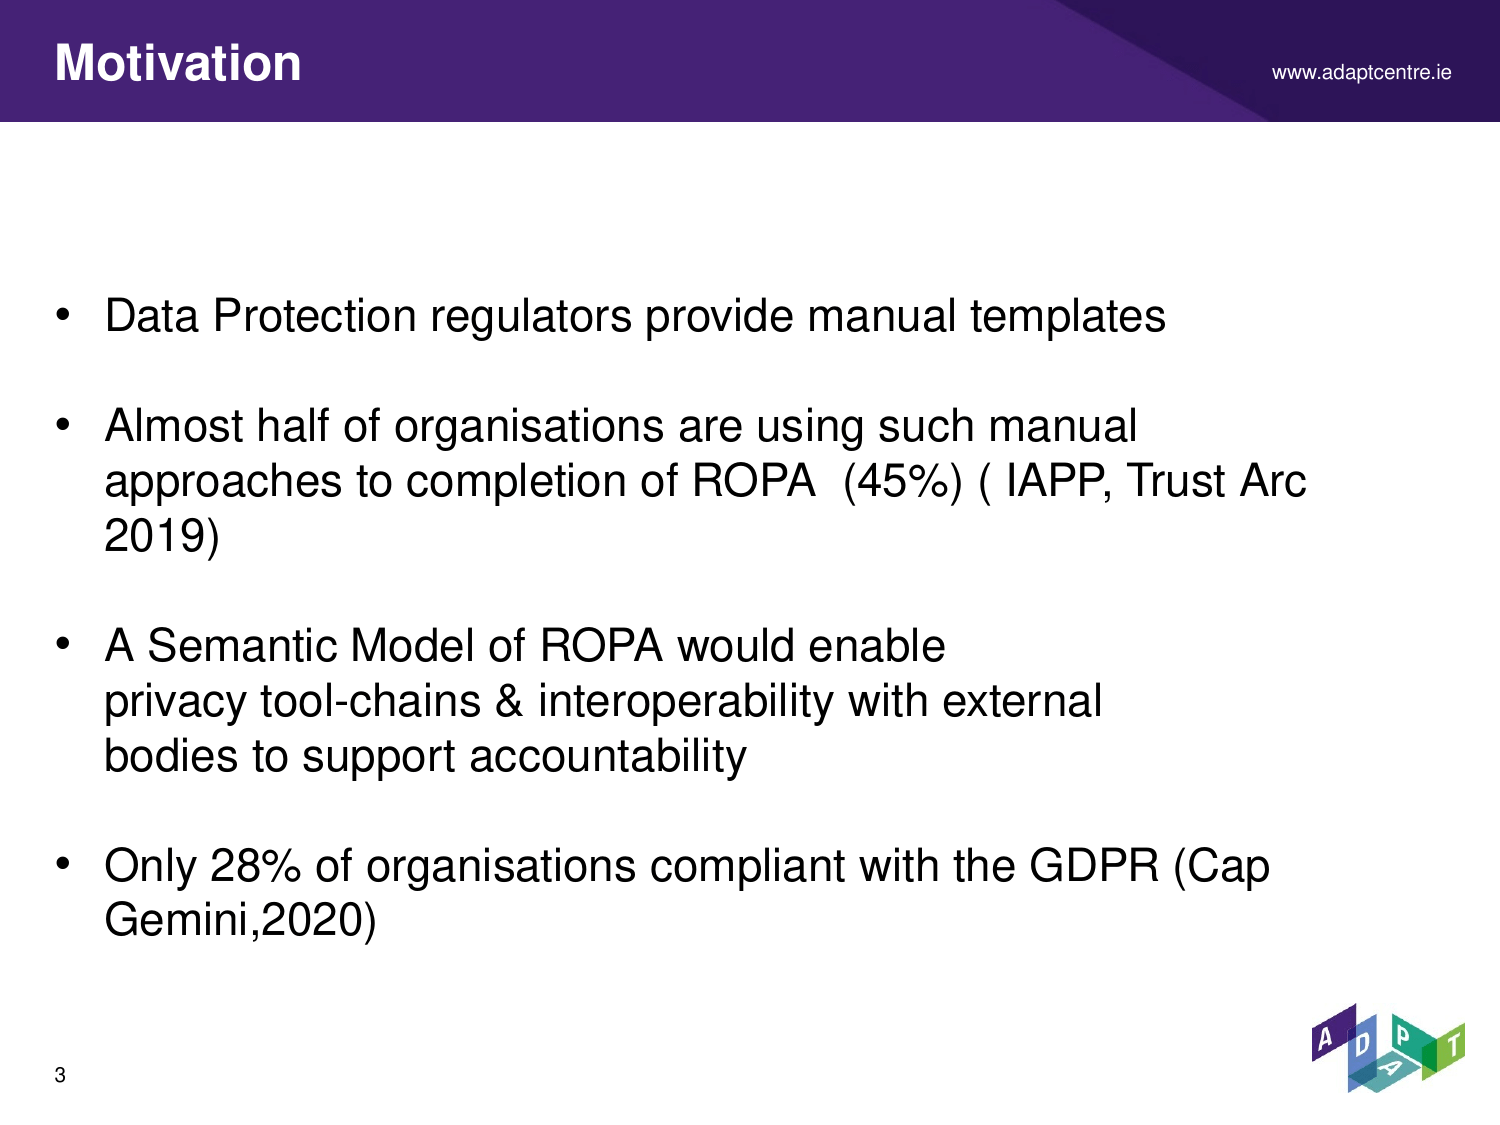 Motivation
www.adaptcentre.ie
• Data Protection regulators provide manual templates
• Almost half of organisations are using such manual
approaches to completion of ROPA  (45%) ( IAPP, Trust Arc
2019)
• A Semantic Model of ROPA would enable
privacy tool-chains & interoperability with external
bodies to support accountability
• Only 28% of organisations compliant with the GDPR (Cap
Gemini,2020)
3
ADAPT